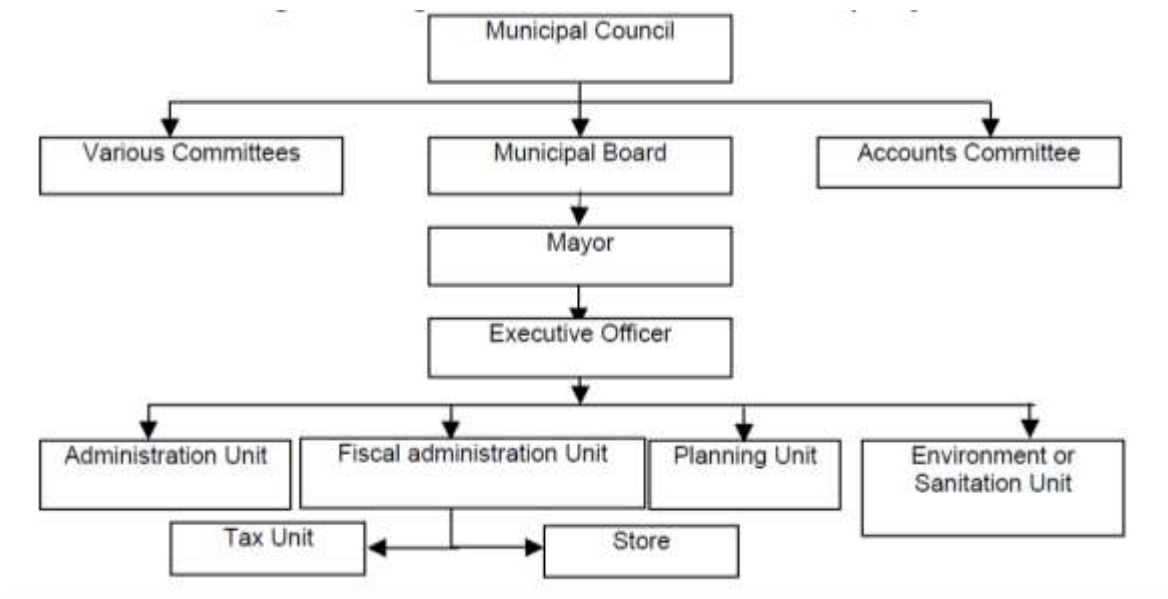 Municipal Council
Various Committees
Municipal Board
Accounts Committee
Mayor
Executive Officer
Administration Unit
Fiscal administration Unit
Planning Unit
Environment or
Sanitation Unit
Tax Unit
Store